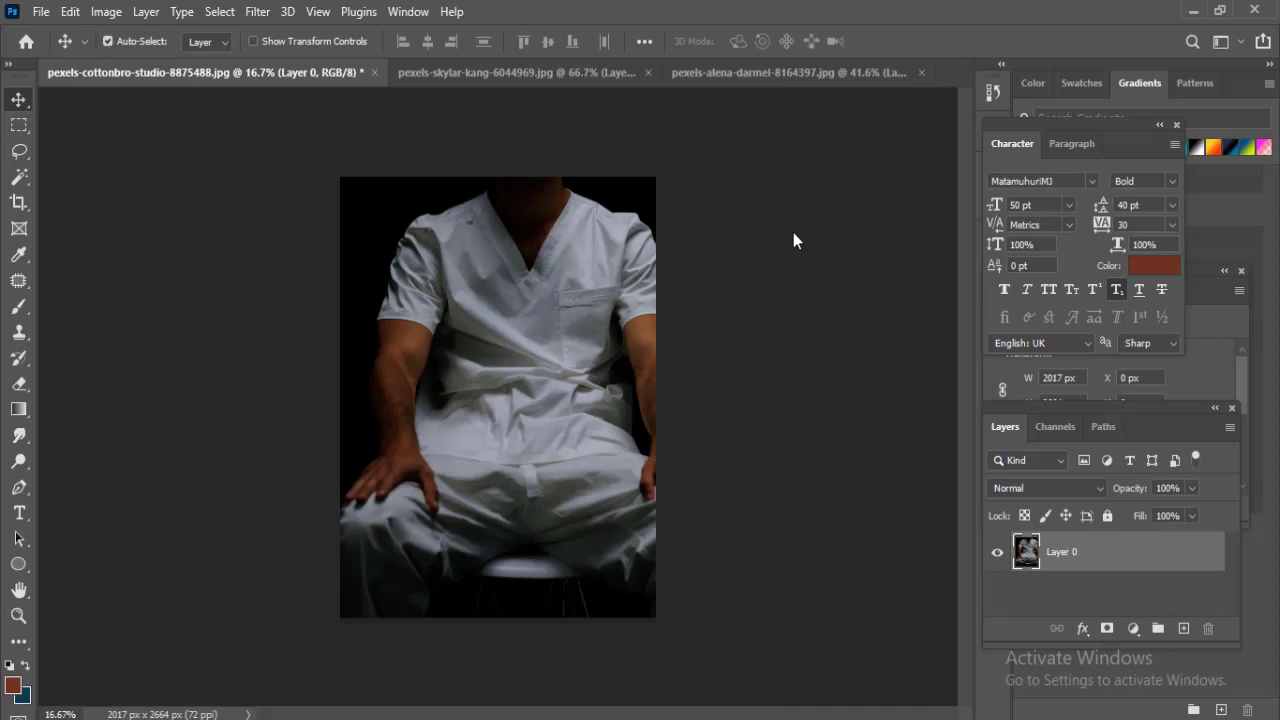 Ps File Edit Image Layer Type Select Filter 3D View Plugins Window Help
Auto-Select: Layer Show Transform Controls 3D Mode:
pexels-cottonbro-studio-8875488.jpg @ 16.7% (Layer 0, RGB/8) * × pexels-skylar-kang-6044969.jpg @ 66.7% (Laye... × pexels-alena-darmel-8164397.jpg @ 41.6% (La... ×
Color Swatches Gradients Patterns
Search Gradients
Character Paragraph
MatamuhuriMJ Bold
50 pt 40 pt
Metrics 30
100% 100%
0 pt Color:
English: UK Sharp
W 2017 px X 0 px
Layers Channels Paths
Kind
Normal Opacity: 100%
Lock: Fill: 100%
Layer 0
Activate Windows
Go to Settings to activate Windows.
16.67% 2017 px x 2664 px (72 ppi)